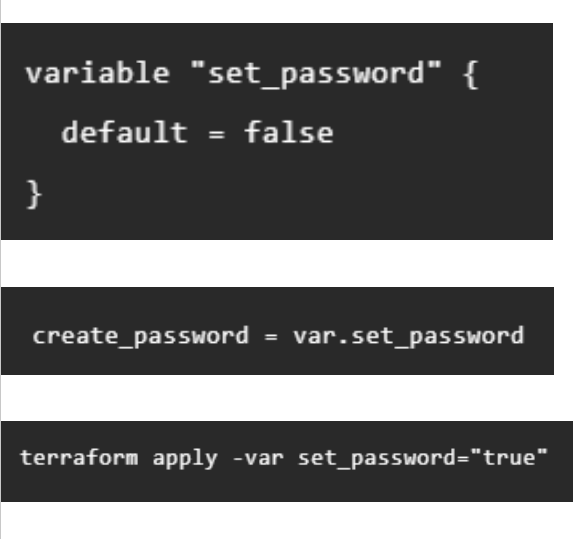 variable "set_password" {
  default = false
}
create_password = var.set_password
terraform apply -var set_password="true"